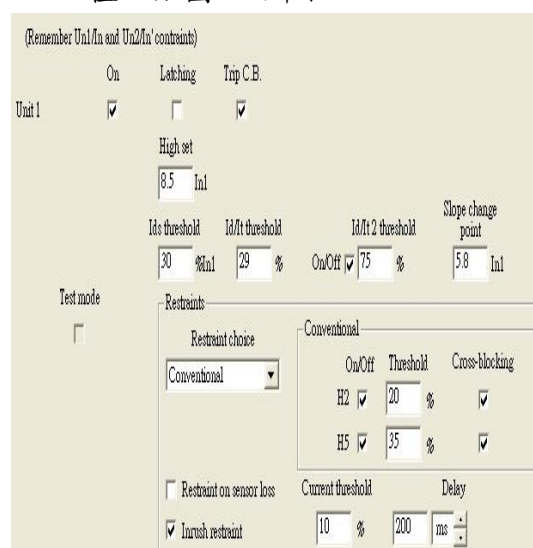 (Remember Un1/In and Un2/In' contraints)
On Latching Trip C.B.
Unit 1
High set
8.5 In1
Ids threshold Id/It threshold Id/It 2 threshold Slope change point
30 %In1 29 % On/Off 75 % 5.8 In1
Test mode
Restraints
Restraint choice
Conventional
Conventional
On/Off Threshold Cross-blocking
H2 20 %
H5 35 %
Restraint on sensor loss
Current threshold Delay
Inrush restraint
10 % 200 ms